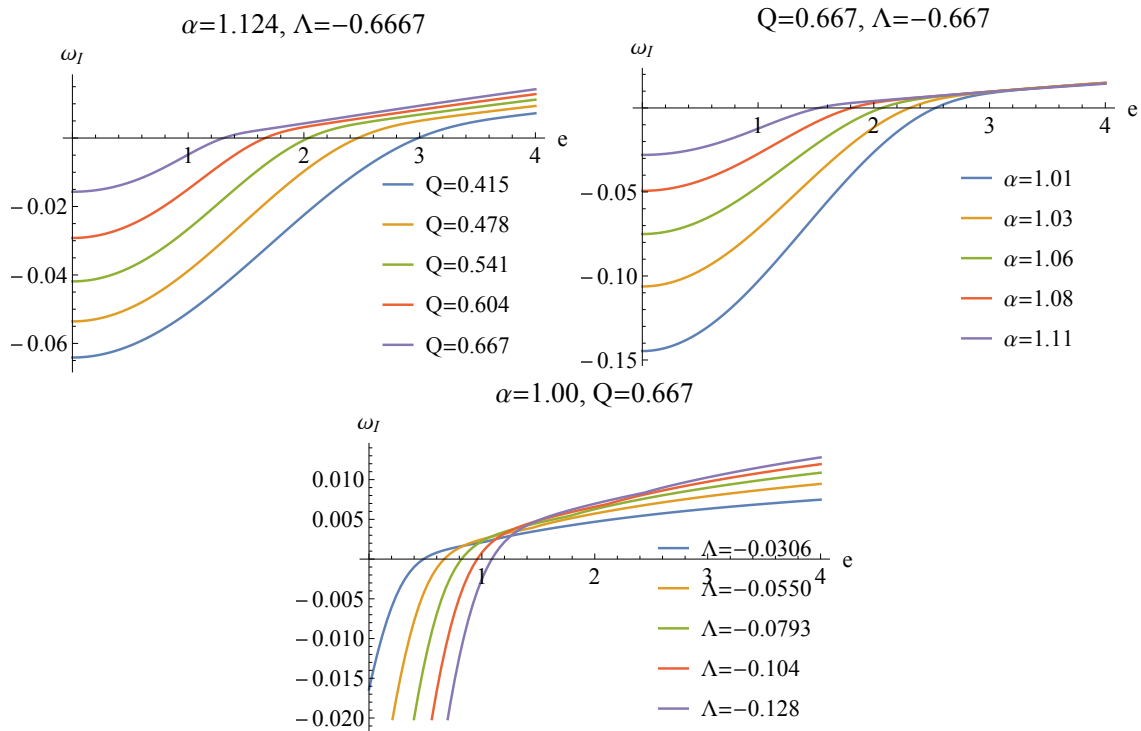 α=1.124, Λ=−0.6667
ω_I
1 2 3 4 e
−0.02
−0.04
−0.06
Q=0.415
Q=0.478
Q=0.541
Q=0.604
Q=0.667
Q=0.667, Λ=−0.667
ω_I
1 2 3 4 e
−0.05
−0.10
−0.15
α=1.01
α=1.03
α=1.06
α=1.08
α=1.11
α=1.00, Q=0.667
ω_I
0.010
0.005
1 2 3 4 e
−0.005
−0.010
−0.015
−0.020
Λ=−0.0306
Λ=−0.0550
Λ=−0.0793
Λ=−0.104
Λ=−0.128